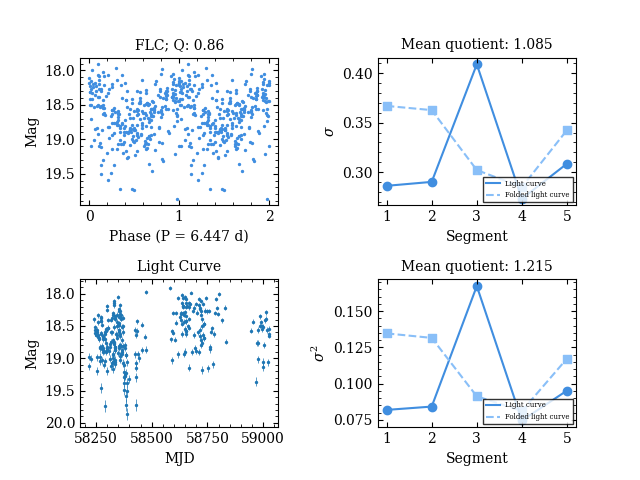 FLC; Q: 0.86
Mag
18.0
18.5
19.0
19.5
0
1
2
Phase (P = 6.447 d)
Mean quotient: 1.085
σ
0.40
0.35
0.30
Light curve
Folded light curve
1 2 3 4 5
Segment
Light Curve
Mag
18.0
18.5
19.0
19.5
20.0
58250 58500 58750 59000
MJD
Mean quotient: 1.215
σ²
0.150
0.125
0.100
0.075
Light curve
Folded light curve
1 2 3 4 5
Segment